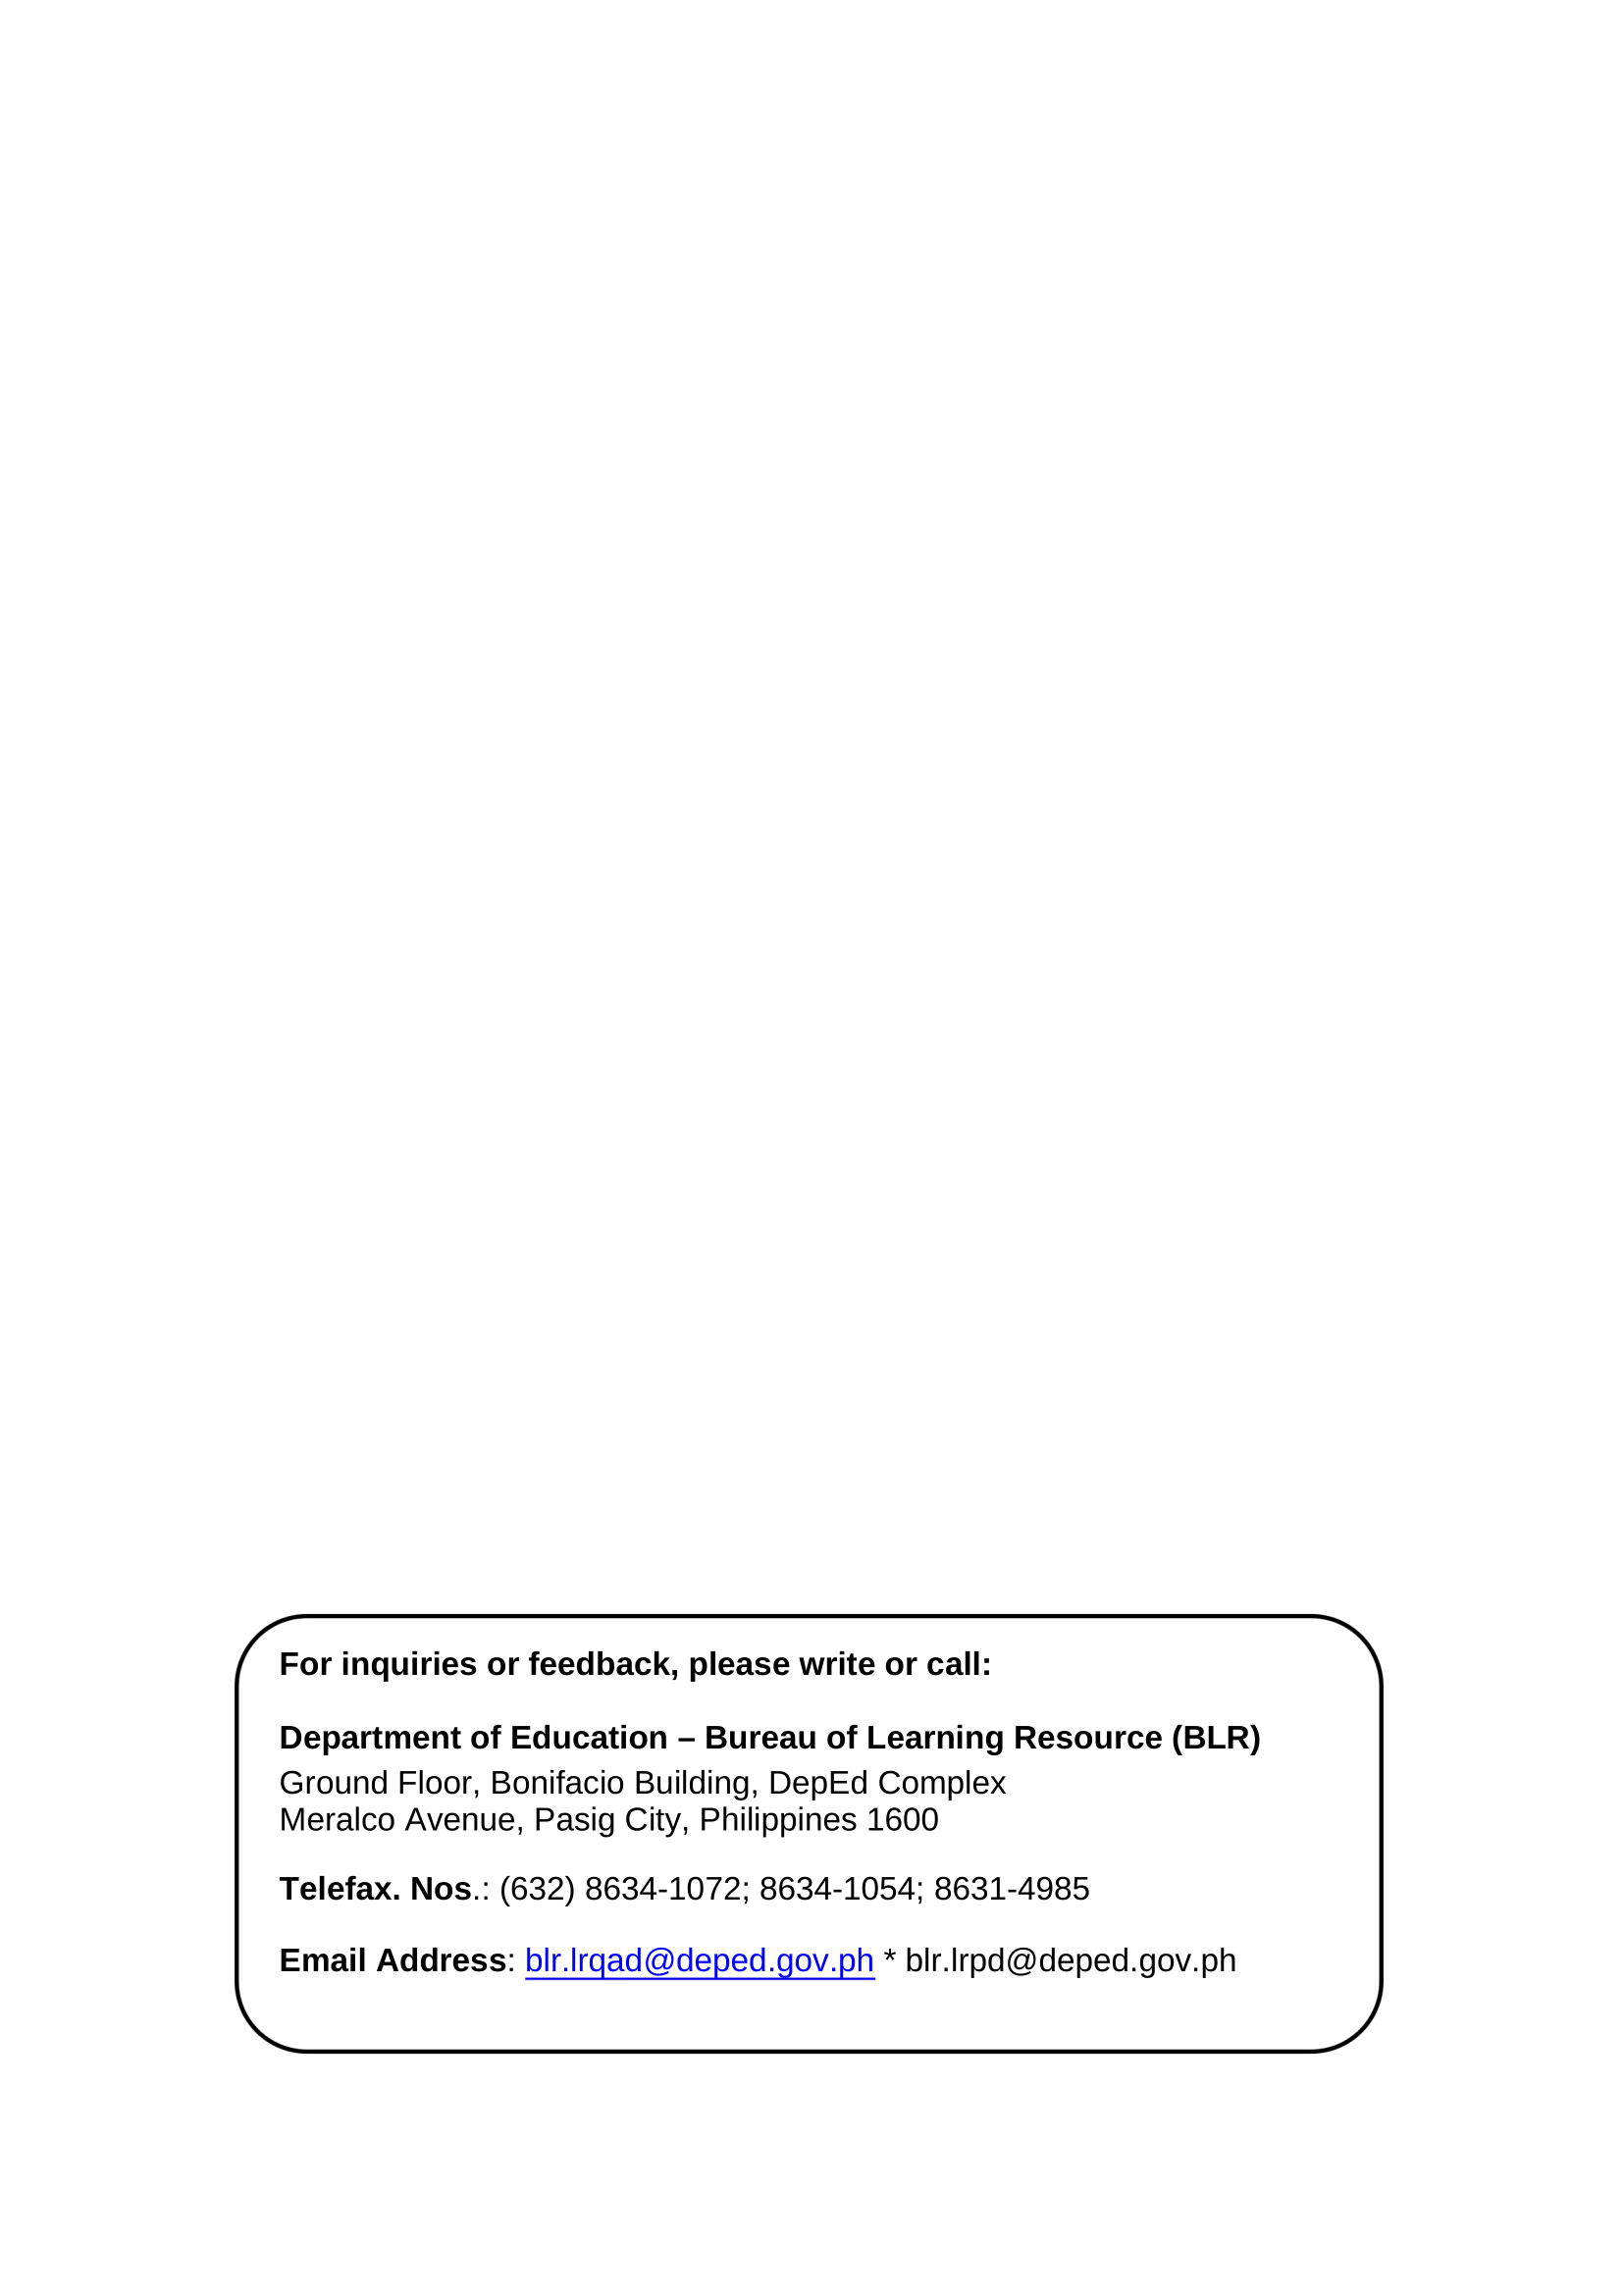 For inquiries or feedback, please write or call:
Department of Education – Bureau of Learning Resource (BLR)
Ground Floor, Bonifacio Building, DepEd Complex
Meralco Avenue, Pasig City, Philippines 1600
Telefax. Nos.: (632) 8634-1072; 8634-1054; 8631-4985
Email Address: blr.lrqad@deped.gov.ph * blr.lrpd@deped.gov.ph